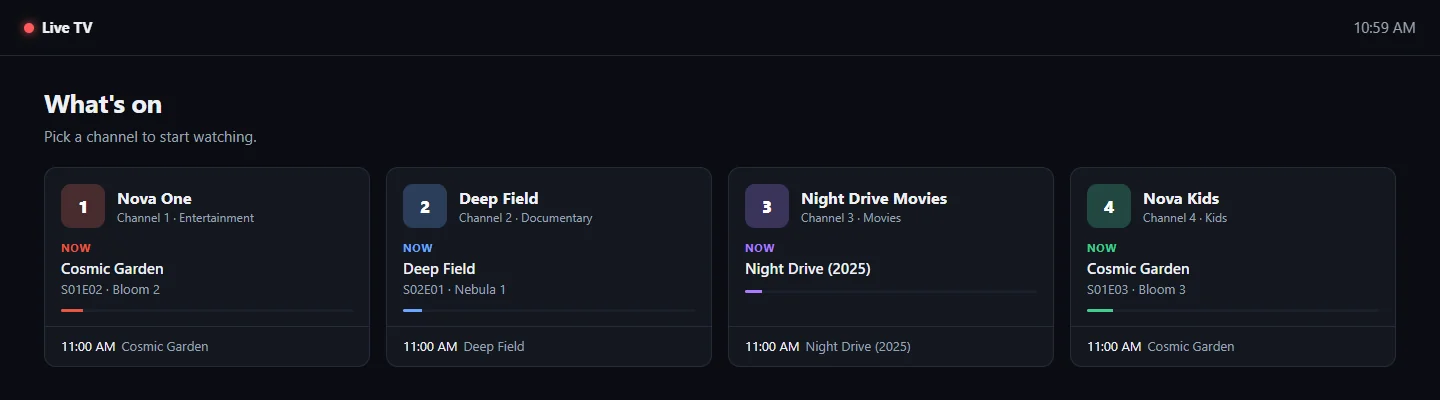 Live TV
10:59 AM
What's on
Pick a channel to start watching.
1
Nova One
Channel 1 · Entertainment
NOW
Cosmic Garden
S01E02 · Bloom 2
11:00 AM Cosmic Garden
2
Deep Field
Channel 2 · Documentary
NOW
Deep Field
S02E01 · Nebula 1
11:00 AM Deep Field
3
Night Drive Movies
Channel 3 · Movies
NOW
Night Drive (2025)
11:00 AM Night Drive (2025)
4
Nova Kids
Channel 4 · Kids
NOW
Cosmic Garden
S01E03 · Bloom 3
11:00 AM Cosmic Garden